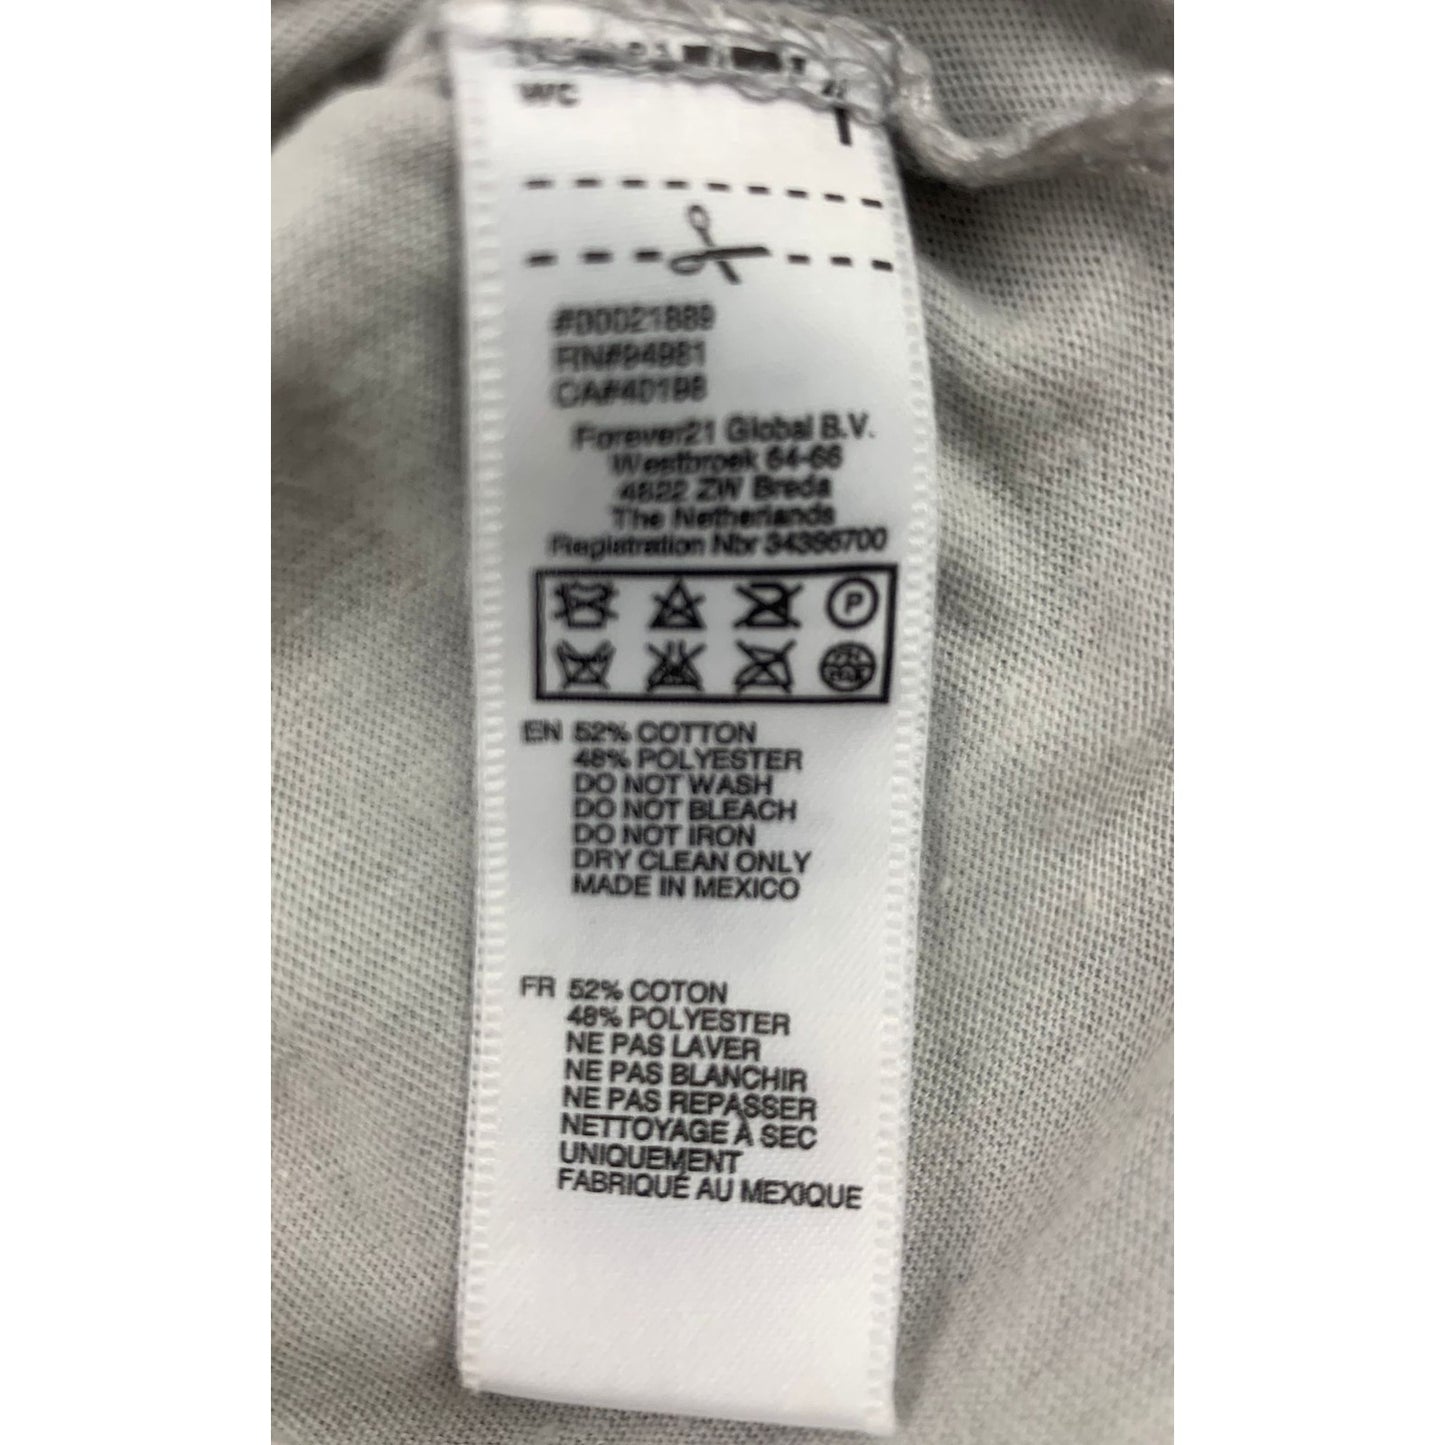 WC
#00021889
RN#94981
CA#40198
Forever21 Global B.V.
Westbroek 64-66
4822 ZW Breda
The Netherlands
Registration Nbr 34386700
P
EN 52% COTTON
48% POLYESTER
DO NOT WASH
DO NOT BLEACH
DO NOT IRON
DRY CLEAN ONLY
MADE IN MEXICO
FR 52% COTON
48% POLYESTER
NE PAS LAVER
NE PAS BLANCHIR
NE PAS REPASSER
NETTOYAGE À SEC
UNIQUEMENT
FABRIQUÉ AU MEXIQUE